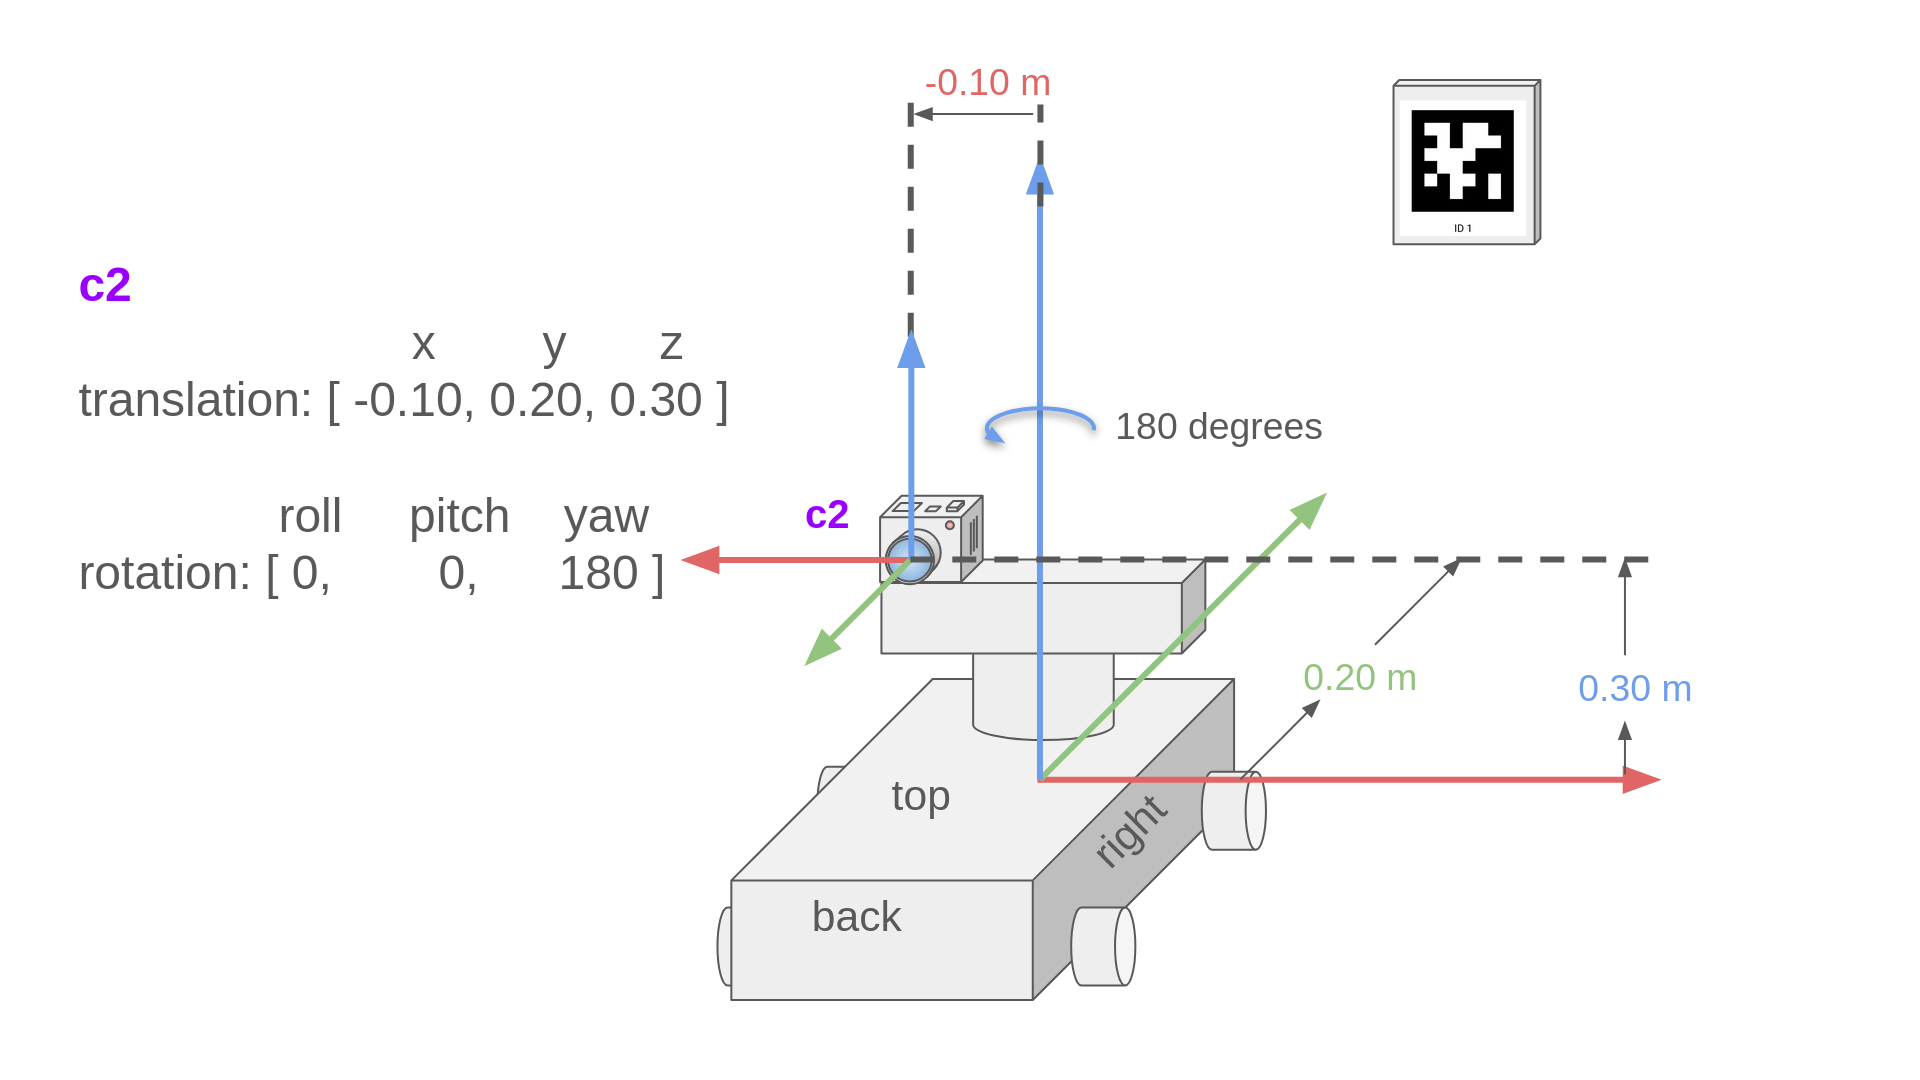 -0.10 m
ID 1
c2
x y z
translation: [ -0.10, 0.20, 0.30 ]
180 degrees
roll pitch yaw
c2
rotation: [ 0, 0, 180 ]
0.20 m
0.30 m
top
right
back